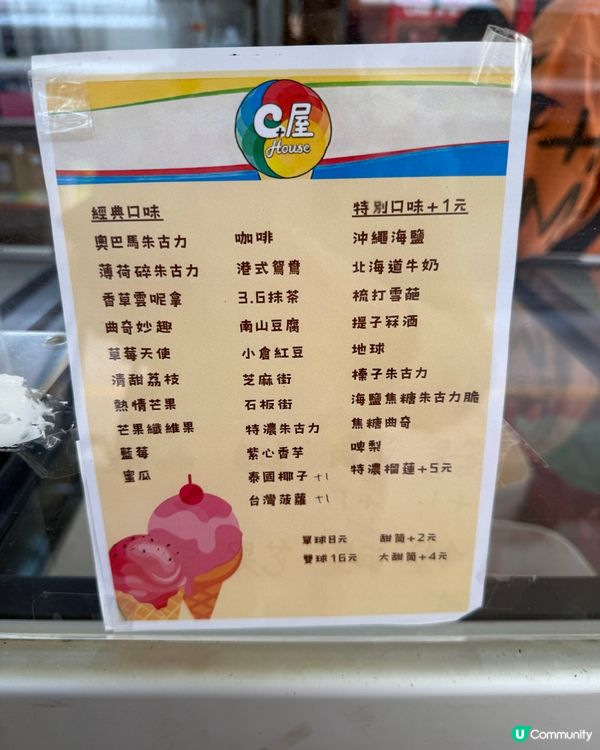 C+屋
House
經典口味
奧巴馬朱古力
薄荷碎朱古力
香草雲呢拿
曲奇妙趣
草莓天使
清甜荔枝
熱情芒果
芒果纖維果
藍莓
蜜瓜
咖啡
港式鴛鴦
3.6抹茶
南山豆腐
小倉紅豆
芝麻街
石板街
特濃朱古力
紫心香芋
泰國椰子 +1
台灣菠蘿 +1
特別口味+1元
沖繩海鹽
北海道牛奶
梳打雪葩
提子冧酒
地球
榛子朱古力
海鹽焦糖朱古力脆
焦糖曲奇
啤梨
特濃榴蓮+5元
單球8元 甜筒+2元
雙球16元 大甜筒+4元
U Community